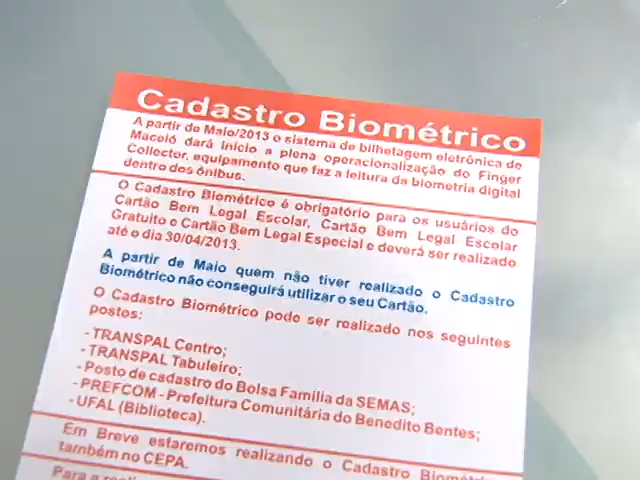 Cadastro Biométrico
A partir de Maio/2013 o sistema de bilhetagem eletrônica de
Maceió dará início a plena operacionalização do Finger
Collector, equipamento que faz a leitura da biometria digital
dentro dos ônibus.
O Cadastro Biométrico é obrigatório para os usuários do
Cartão Bem Legal Escolar, Cartão Bem Legal Escolar
Gratuito e Cartão Bem Legal Especial e deverá ser realizado
até o dia 30/04/2013.
A partir de Maio quem não tiver realizado o Cadastro
Biométrico não conseguirá utilizar o seu Cartão.
O Cadastro Biométrico pode ser realizado nos seguintes
postos:
- TRANSPAL Centro;
- TRANSPAL Tabuleiro;
- Posto de cadastro do Bolsa Família da SEMAS;
- PREFCOM - Prefeitura Comunitária do Benedito Bentes;
- UFAL (Biblioteca).
Em Breve estaremos realizando o Cadastro Biométrico
também no CEPA.
Para a